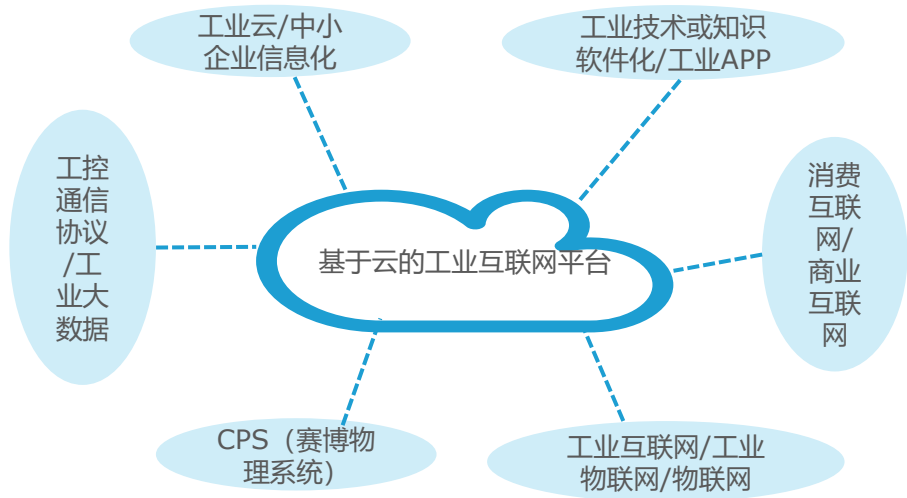 工业云/中小
企业信息化
工业技术或知识
软件化/工业APP
工控
通信
协议
/工
业大
数据
基于云的工业互联网平台
消费
互联
网/
商业
互联
网
CPS（赛博物
理系统）
工业互联网/工业
物联网/物联网